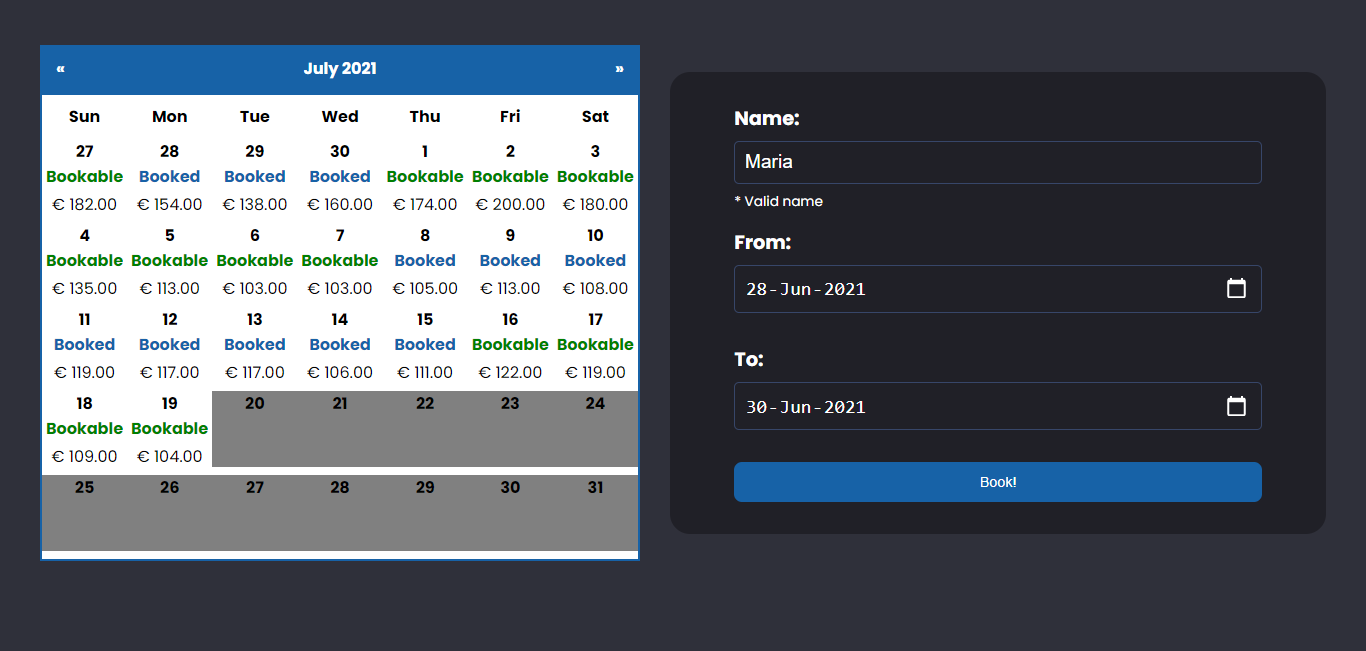 « July 2021 »
Sun Mon Tue Wed Thu Fri Sat
27 28 29 30 1 2 3
Bookable Booked Booked Booked Bookable Bookable Bookable
€ 182.00 € 154.00 € 138.00 € 160.00 € 174.00 € 200.00 € 180.00
4 5 6 7 8 9 10
Bookable Bookable Bookable Bookable Booked Booked Booked
€ 135.00 € 113.00 € 103.00 € 103.00 € 105.00 € 113.00 € 108.00
11 12 13 14 15 16 17
Booked Booked Booked Booked Booked Bookable Bookable
€ 119.00 € 117.00 € 117.00 € 106.00 € 111.00 € 122.00 € 119.00
18 19 20 21 22 23 24
Bookable Bookable
€ 109.00 € 104.00
25 26 27 28 29 30 31
Name:
Maria
* Valid name
From:
28-Jun-2021
To:
30-Jun-2021
Book!